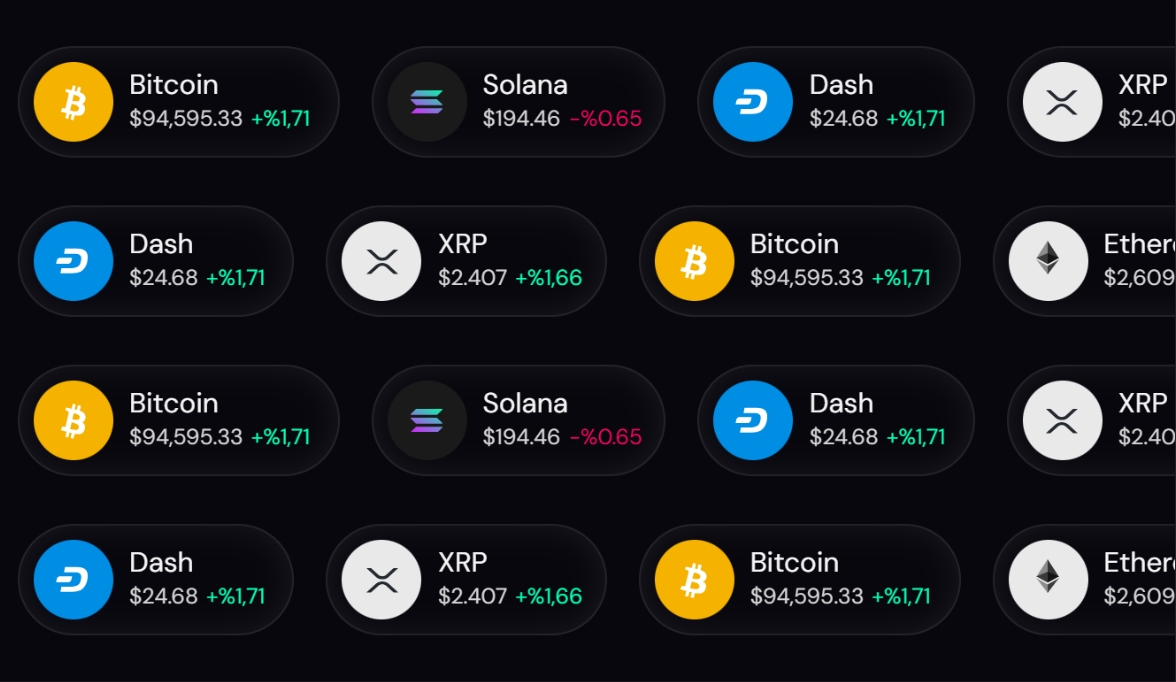 Bitcoin
$94,595.33 +%1,71
Solana
$194.46 -%0.65
Dash
$24.68 +%1,71
XRP
$2.40
Dash
$24.68 +%1,71
XRP
$2.407 +%1,66
Bitcoin
$94,595.33 +%1,71
Ether
$2,609
Bitcoin
$94,595.33 +%1,71
Solana
$194.46 -%0.65
Dash
$24.68 +%1,71
XRP
$2.40
Dash
$24.68 +%1,71
XRP
$2.407 +%1,66
Bitcoin
$94,595.33 +%1,71
Ether
$2,609